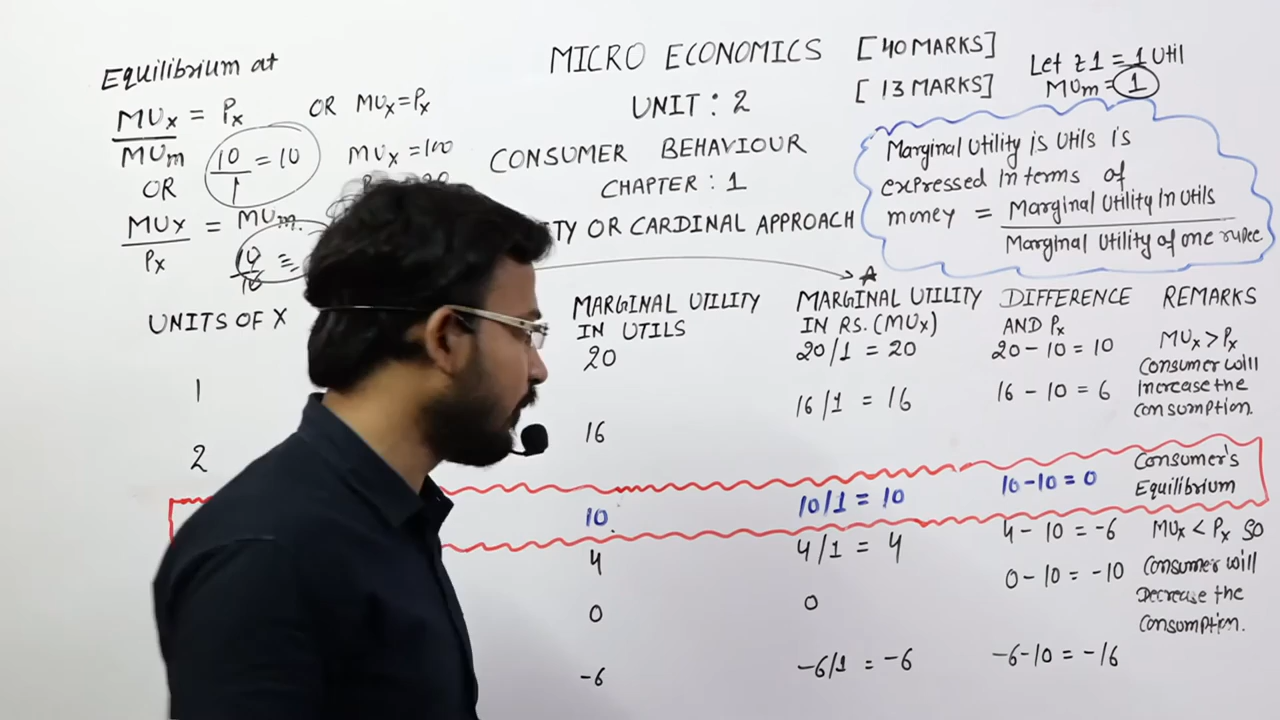 MICRO ECONOMICS [40 MARKS]
UNIT : 2 [13 MARKS]
CONSUMER BEHAVIOUR
CHAPTER : 1
ITY OR CARDINAL APPROACH
Equilibrium at
MUx = Px OR MUx = Px
MUm
10 = 10 MUx = 100
1
OR
MUx = MUm
Px
10 =
10
Let ₹1 = 1 Util
MUm = 1
Marginal Utility is Utils is
expressed in terms of
money = Marginal Utility In Utils
Marginal Utility of one rupee
A
UNITS OF X
1
2
MARGINAL UTILITY
IN UTILS
20
16
10
4
0
-6
MARGINAL UTILITY
IN RS. (MUx)
20/1 = 20
16/1 = 16
10/1 = 10
4/1 = 4
0
-6/1 = -6
DIFFERENCE
AND Px
20 - 10 = 10
16 - 10 = 6
10 - 10 = 0
4 - 10 = -6
0 - 10 = -10
-6 - 10 = -16
REMARKS
MUx > Px
Consumer will
Increase the
consumption.
Consumer's
Equilibrium
MUx < Px so
Consumer will
Decrease the
Consumption.